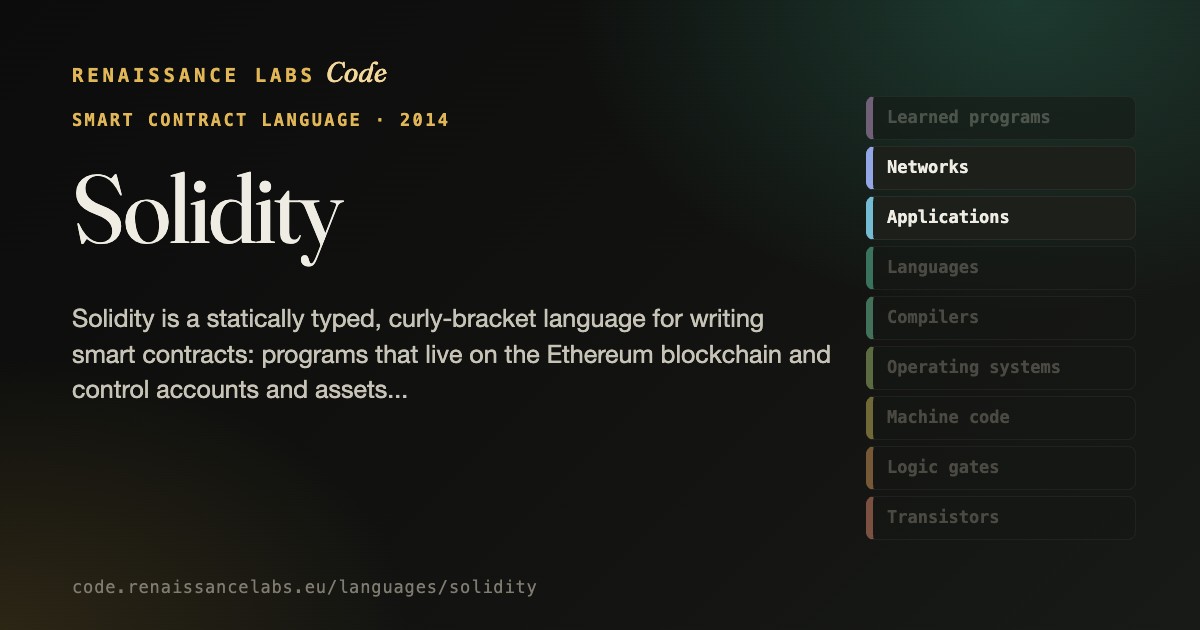 RENAISSANCE LABS Code
SMART CONTRACT LANGUAGE · 2014
Solidity
Solidity is a statically typed, curly-bracket language for writing
smart contracts: programs that live on the Ethereum blockchain and
control accounts and assets...
code.renaissancelabs.eu/languages/solidity
Learned programs
Networks
Applications
Languages
Compilers
Operating systems
Machine code
Logic gates
Transistors